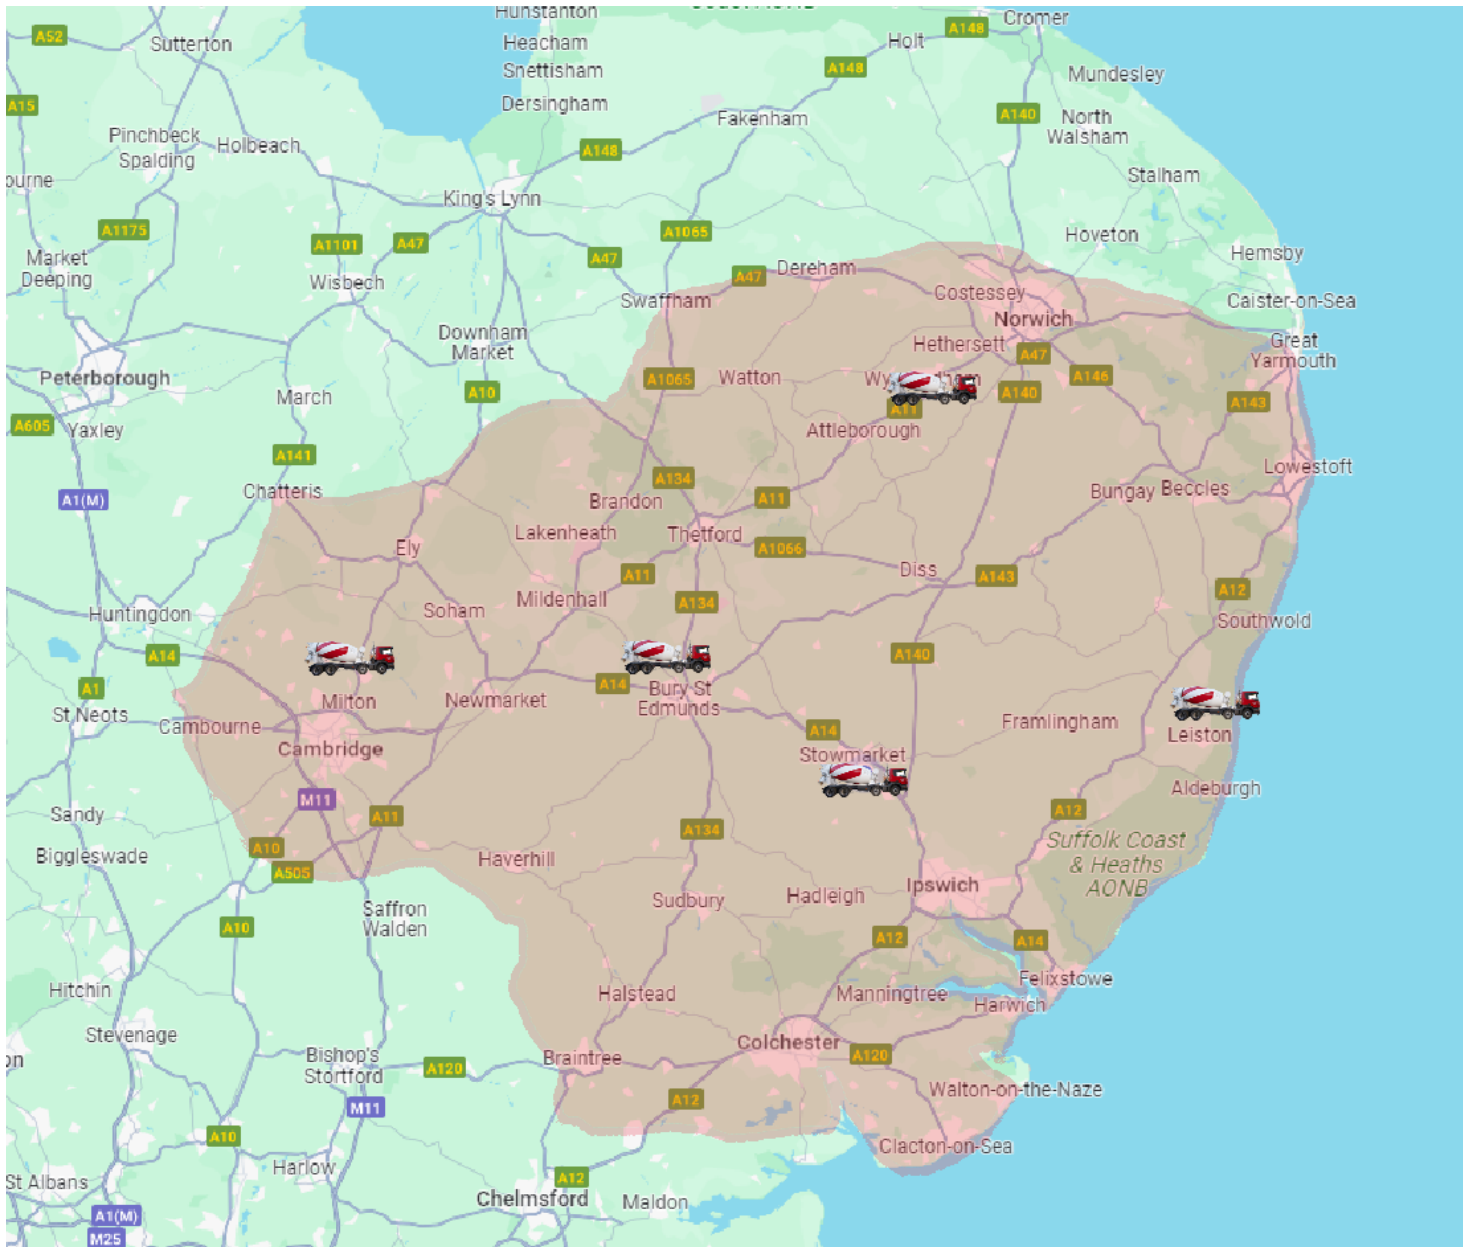 Hunstanton
Cromer
A148
A52
Sutterton
Heacham
Holt
Snettisham
A148
Mundesley
A15
Dersingham
A140
North
Walsham
Fakenham
Pinchbeck
Spalding
Holbeach
A148
Stalham
King's Lynn
A1175
A1101
A47
A1065
Hoveton
Market
Deeping
A47
Hemsby
Wisbech
A47
Dereham
Swaffham
Costessey
Caister-on-Sea
Norwich
Downham
Market
Hethersett
A47
Great
Yarmouth
Peterborough
A1065
Watton
A146
A10
A140
A143
March
A11
A605
Yaxley
Attleborough
A141
Lowestoft
A134
Chatteris
A1(M)
Brandon
A11
Bungay
Beccles
Lakenheath
Thetford
Ely
A1066
Diss
A143
A11
A12
Huntingdon
Soham
Mildenhall
A134
Southwold
A14
A140
A1
A14
Bury St
Edmunds
Milton
Newmarket
St Neots
Cambourne
A14
Framlingham
Leiston
Cambridge
Stowmarket
M11
Aldeburgh
Sandy
A11
A12
A134
Biggleswade
A10
Haverhill
Suffolk Coast
& Heaths
AONB
A505
Ipswich
Saffron
Walden
Sudbury
Hadleigh
A10
A12
A14
Felixstowe
Hitchin
Halstead
Manningtree
Harwich
Stevenage
Colchester
Bishop's
Stortford
A120
Braintree
A120
Walton-on-the-Naze
M11
A12
A10
Clacton-on-Sea
Harlow
St Albans
A12
Chelmsford
Maldon
A1(M)
M25